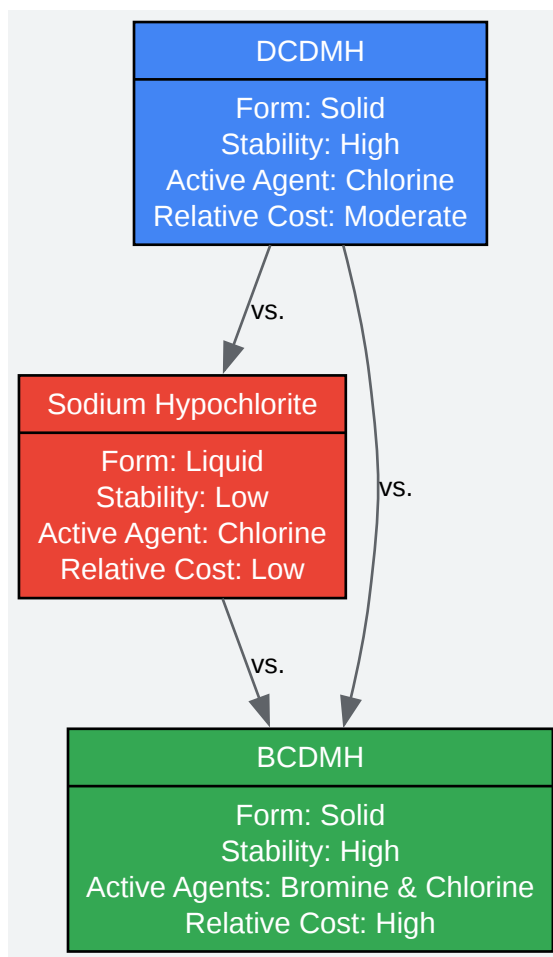 DCDMH
Form: Solid
Stability: High
Active Agent: Chlorine
Relative Cost: Moderate
vs.
Sodium Hypochlorite
Form: Liquid
Stability: Low
Active Agent: Chlorine
Relative Cost: Low
vs.
vs.
BCDMH
Form: Solid
Stability: High
Active Agents: Bromine & Chlorine
Relative Cost: High